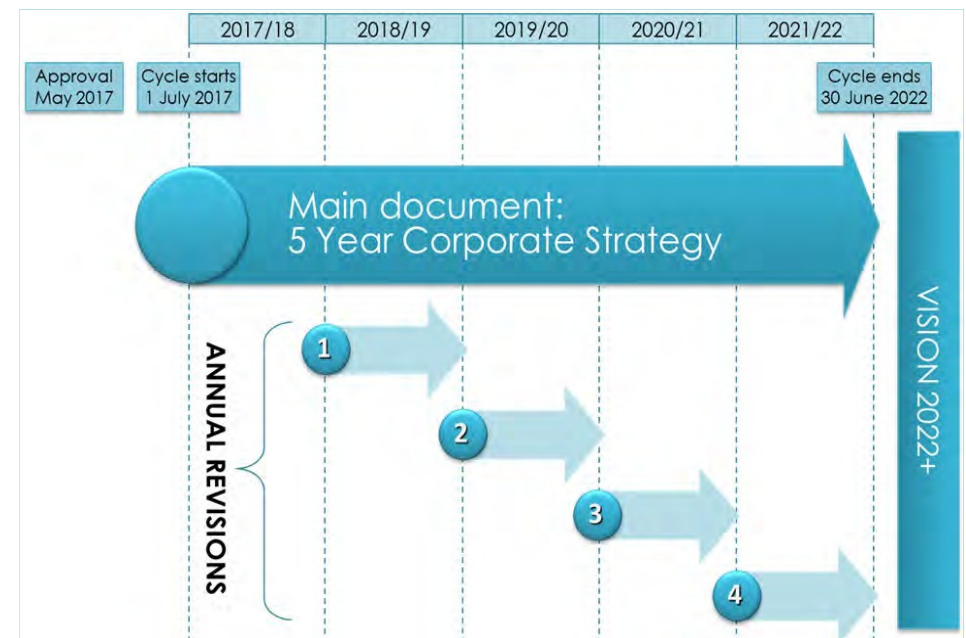 2017/18 2018/19 2019/20 2020/21 2021/22
Approval
May 2017
Cycle starts
1 July 2017
Cycle ends
30 June 2022
Main document:
5 Year Corporate Strategy
ANNUAL REVISIONS
1
2
3
4
VISION 2022+